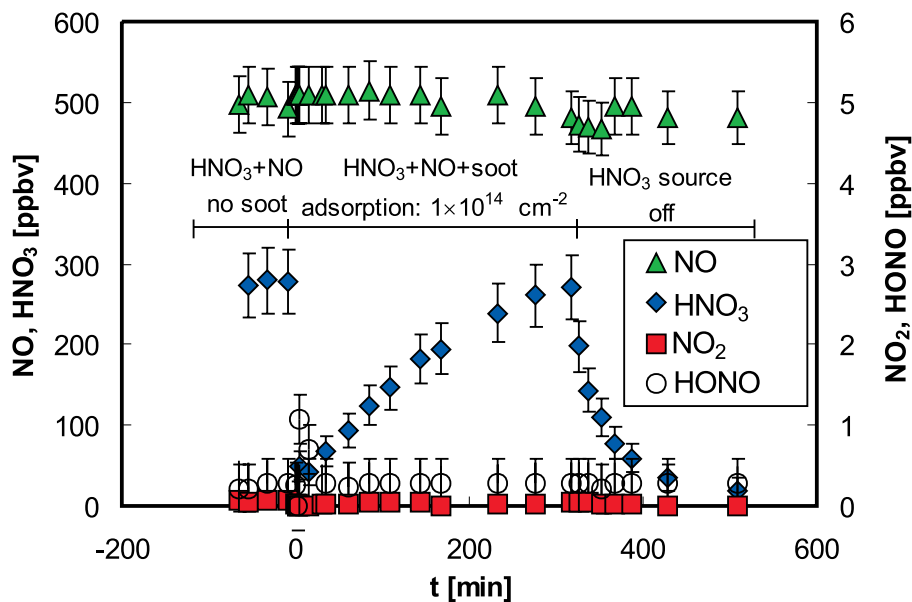 600
500
400
300
200
100
0
NO, HNO₃ [ppbv]
6
5
4
3
2
1
0
NO₂, HONO [ppbv]
HNO₃+NO
no soot
HNO₃+NO+soot
adsorption: 1×10¹⁴ cm⁻²
HNO₃ source
off
NO
HNO₃
NO₂
HONO
-200
0
200
400
600
t [min]